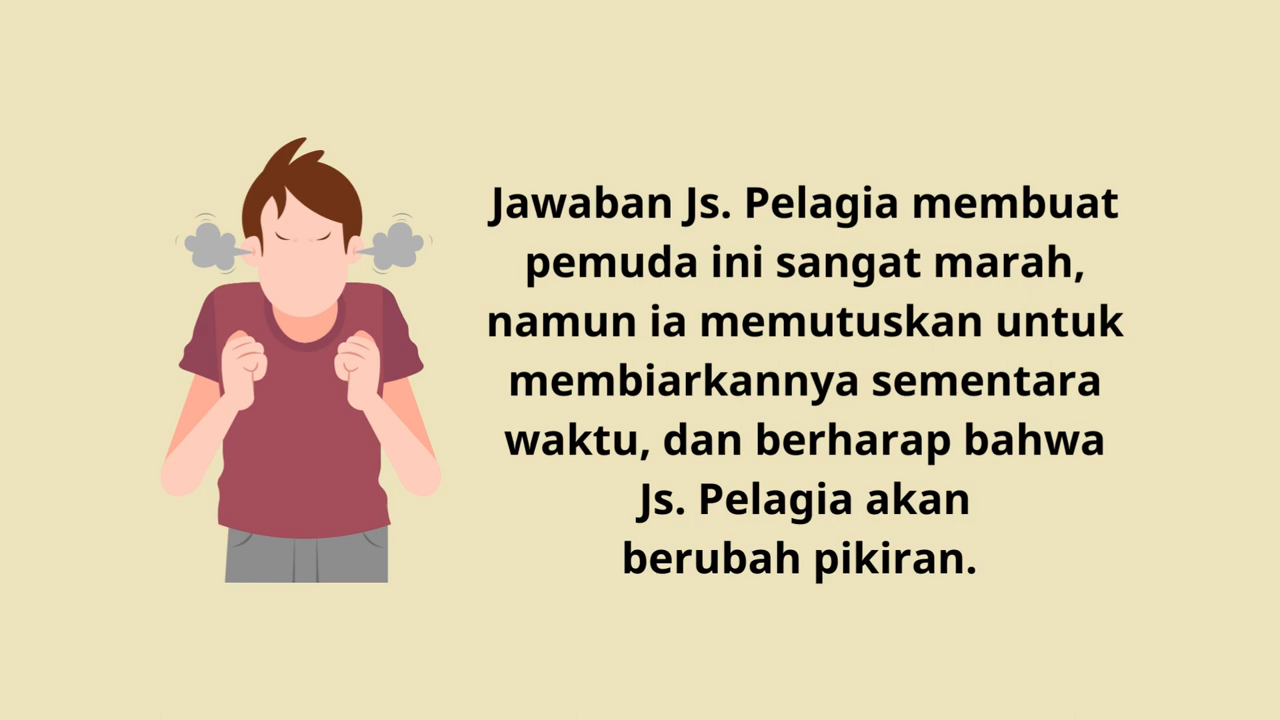 Jawaban Js. Pelagia membuat
pemuda ini sangat marah,
namun ia memutuskan untuk
membiarkannya sementara
waktu, dan berharap bahwa
Js. Pelagia akan
berubah pikiran.